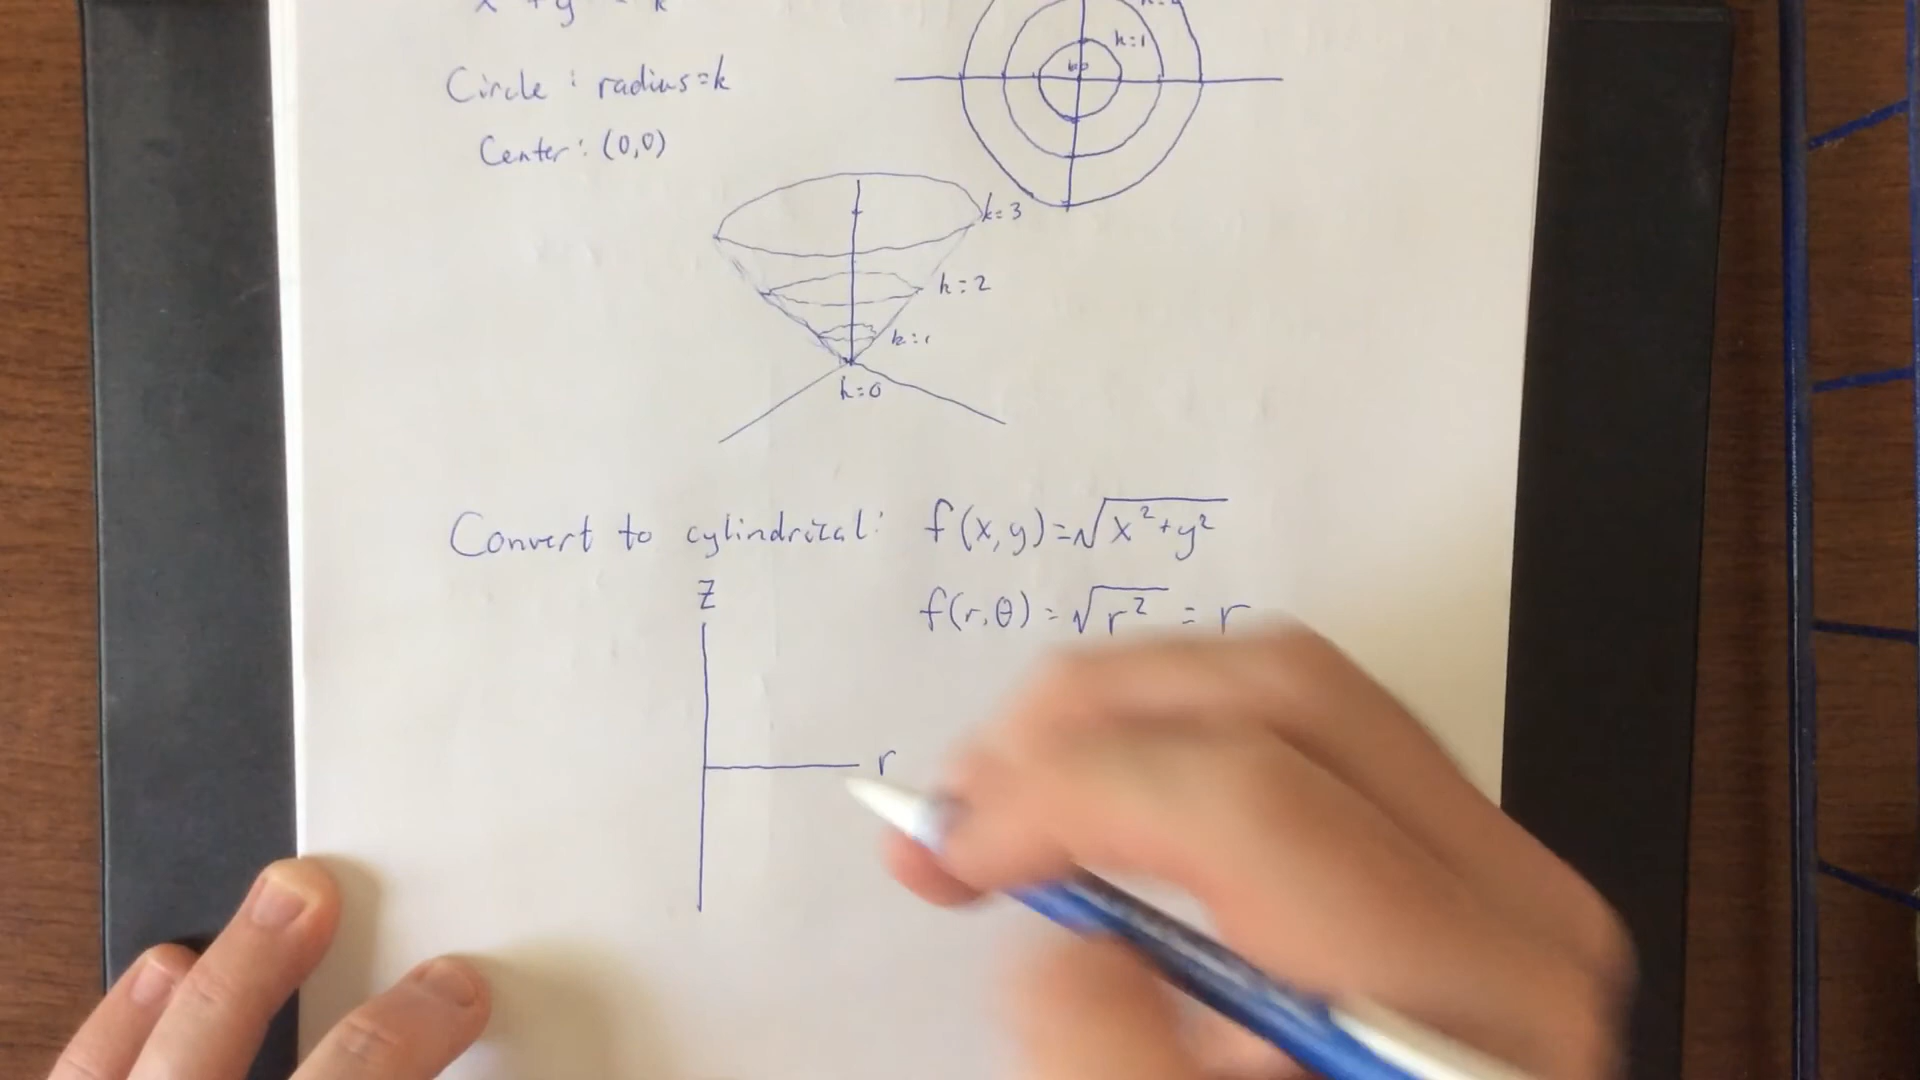 Circle : radius=k
Center : (0,0)
k=1
k=3
k=2
k=1
k=0
Convert to cylindrical: f(x,y)=√x²+y²
f(r,θ) = √r² = r
z
r